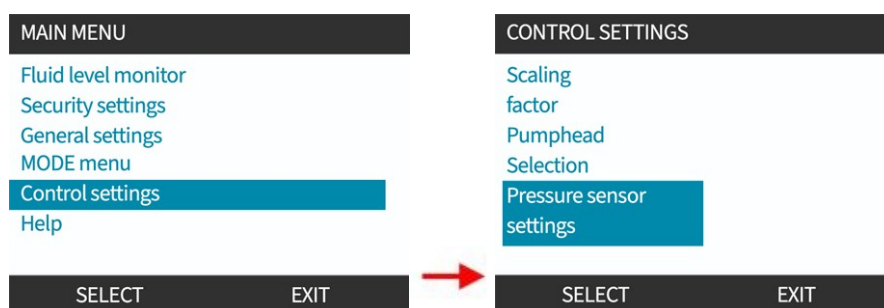 MAIN MENU
Fluid level monitor
Security settings
General settings
MODE menu
Control settings
Help
SELECT EXIT
CONTROL SETTINGS
Scaling
factor
Pumphead
Selection
Pressure sensor
settings
SELECT EXIT